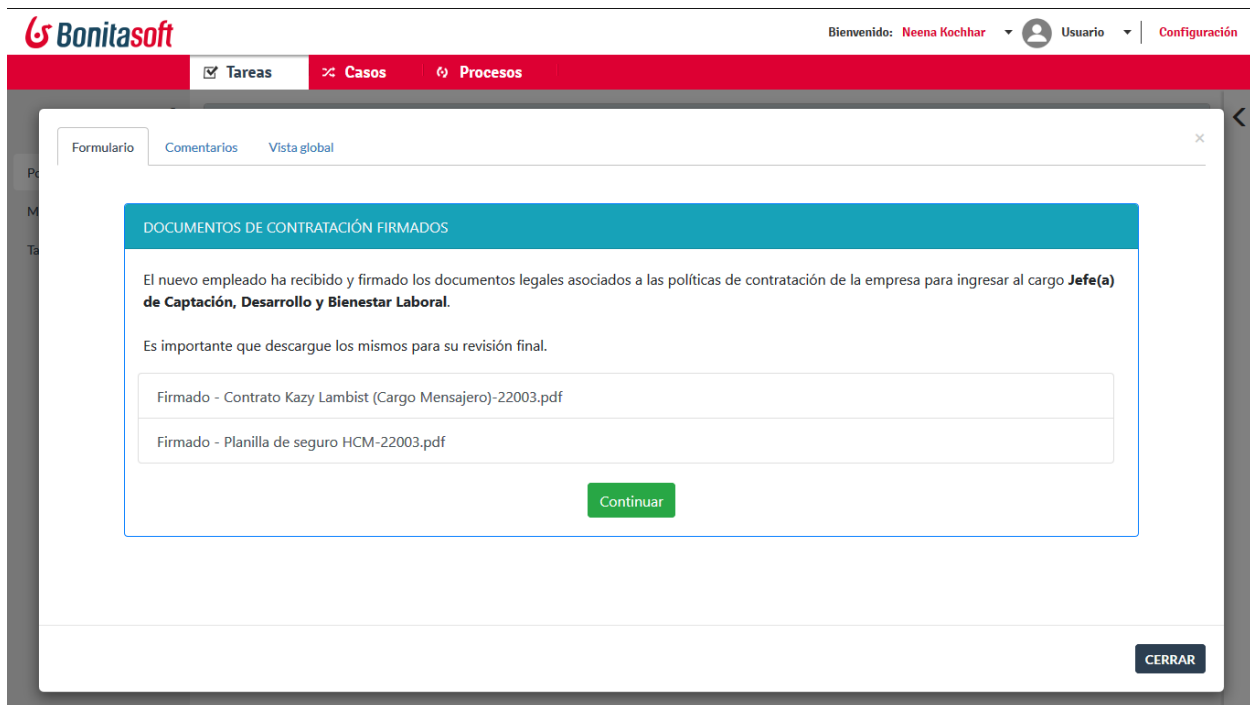 Bonitasoft
Bienvenido: Neena Kochhar Usuario Configuración
Tareas Casos Procesos
Formulario Comentarios Vista global ×
Po
M
Ta
DOCUMENTOS DE CONTRATACIÓN FIRMADOS
El nuevo empleado ha recibido y firmado los documentos legales asociados a las políticas de contratación de la empresa para ingresar al cargo Jefe(a)
de Captación, Desarrollo y Bienestar Laboral.
Es importante que descargue los mismos para su revisión final.
Firmado - Contrato Kazy Lambist (Cargo Mensajero)-22003.pdf
Firmado - Planilla de seguro HCM-22003.pdf
Continuar
CERRAR